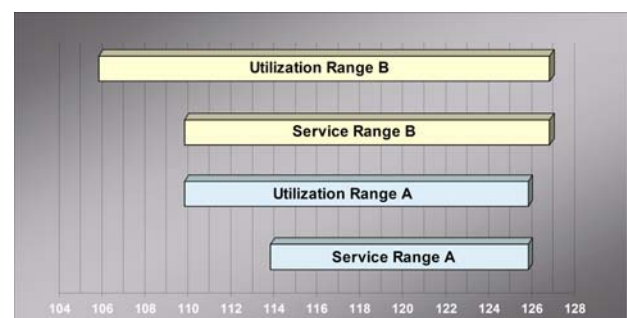 Utilization Range B
Service Range B
Utilization Range A
Service Range A
104 106 108 110 112 114 116 118 120 122 124 126 128